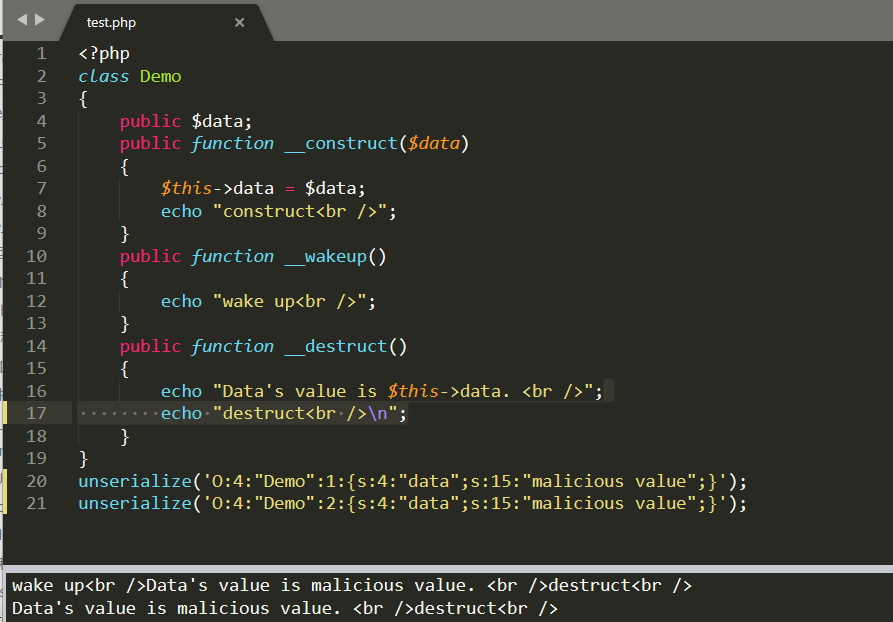 test.php ×
1 <?php
2 class Demo
3 {
4     public $data;
5     public function __construct($data)
6     {
7         $this->data = $data;
8         echo "construct<br />";
9     }
10     public function __wakeup()
11     {
12         echo "wake up<br />";
13     }
14     public function __destruct()
15     {
16         echo "Data's value is $this->data. <br />";
17         echo "destruct<br />\n";
18     }
19 }
20 unserialize('O:4:"Demo":1:{s:4:"data";s:15:"malicious value";}');
21 unserialize('O:4:"Demo":2:{s:4:"data";s:15:"malicious value";}');
wake up<br />Data's value is malicious value. <br />destruct<br />
Data's value is malicious value. <br />destruct<br />